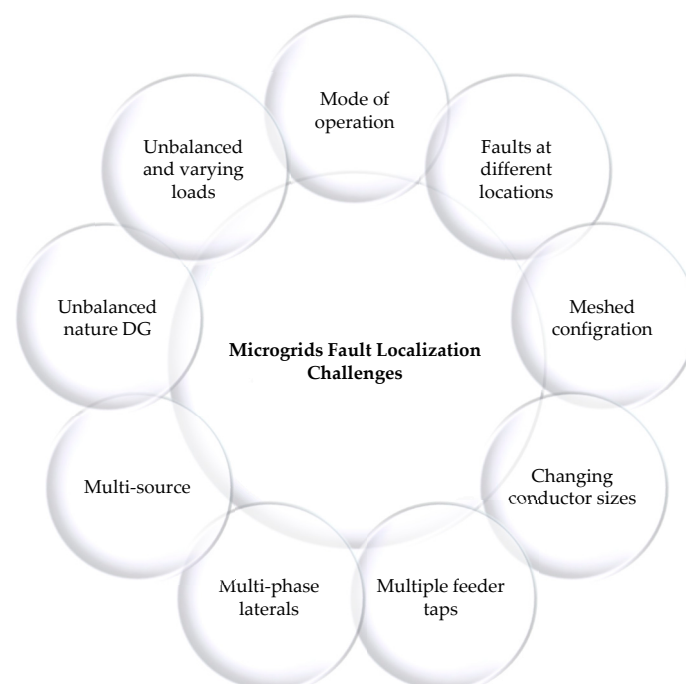 Mode of
operation
Faults at
different
locations
Meshed
configration
Changing
conductor sizes
Multiple feeder
taps
Multi-phase
laterals
Multi-source
Unbalanced
nature DG
Unbalanced
and varying
loads
Microgrids Fault Localization
Challenges